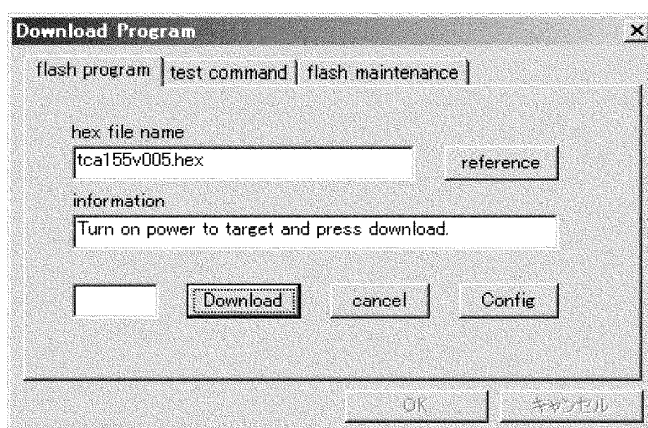 Download Program
flash program test command flash maintenance
hex file name
tca155v005.hex reference
information
Turn on power to target and press download.
Download cancel Config
OK キャンセル